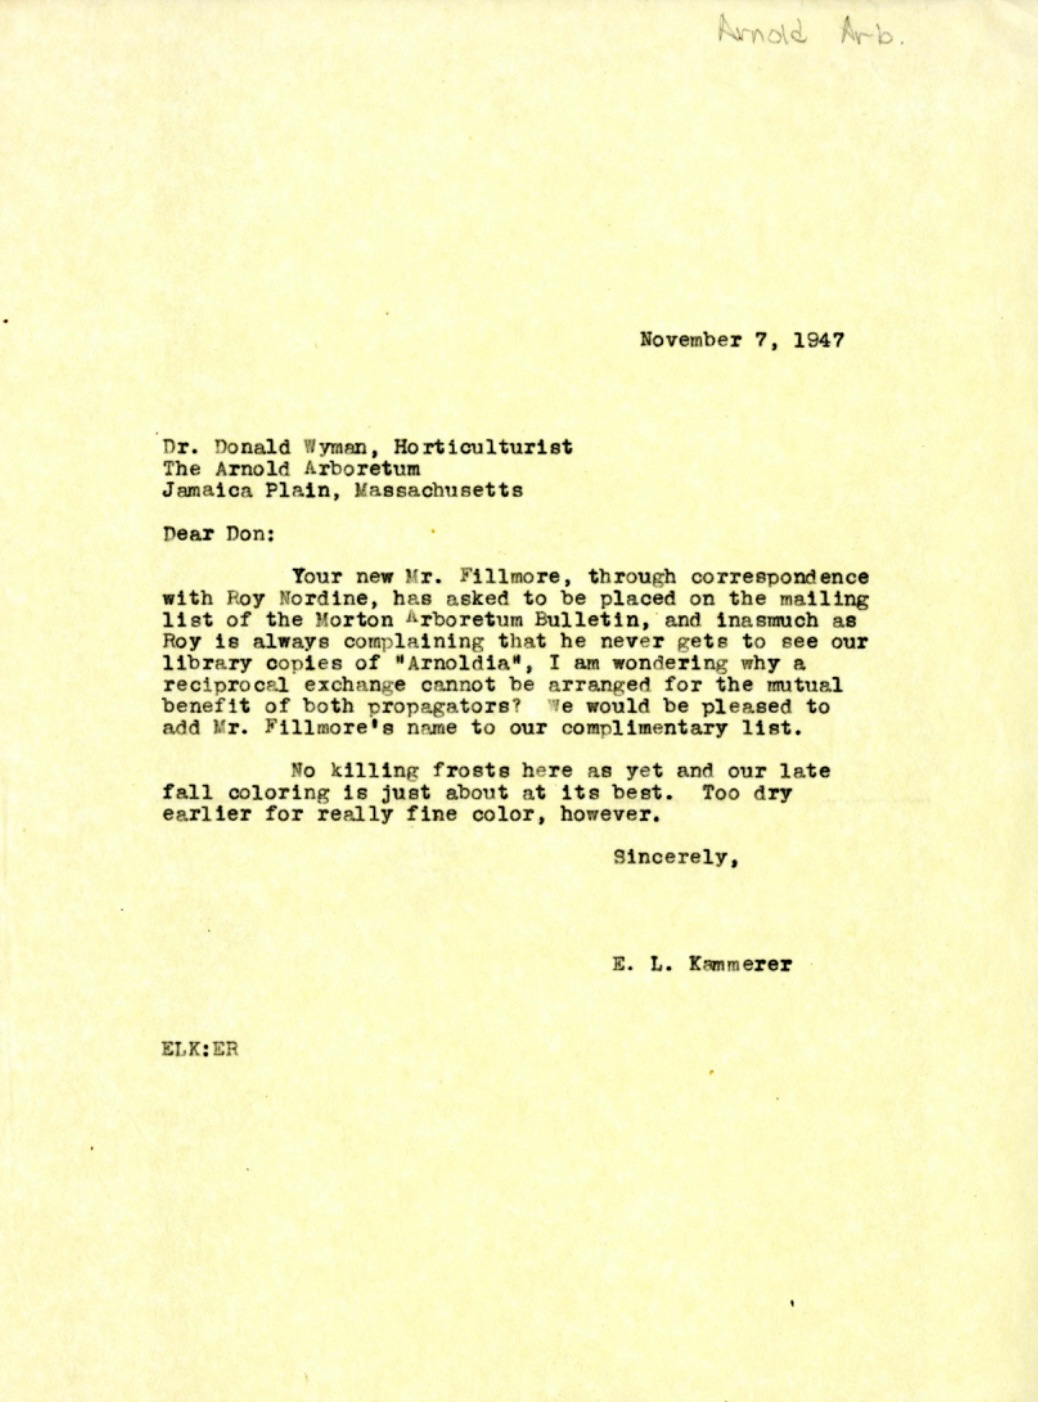 Arnold Arb.
November 7, 1947
Dr. Donald Wyman, Horticulturist
The Arnold Arboretum
Jamaica Plain, Massachusetts
Dear Don:
Your new Mr. Fillmore, through correspondence
with Roy Nordine, has asked to be placed on the mailing
list of the Morton Arboretum Bulletin, and inasmuch as
Roy is always complaining that he never gets to see our
library copies of "Arnoldia", I am wondering why a
reciprocal exchange cannot be arranged for the mutual
benefit of both propagators? We would be pleased to
add Mr. Fillmore's name to our complimentary list.
No killing frosts here as yet and our late
fall coloring is just about at its best. Too dry
earlier for really fine color, however.
Sincerely,
E. L. Kammerer
ELK:ER